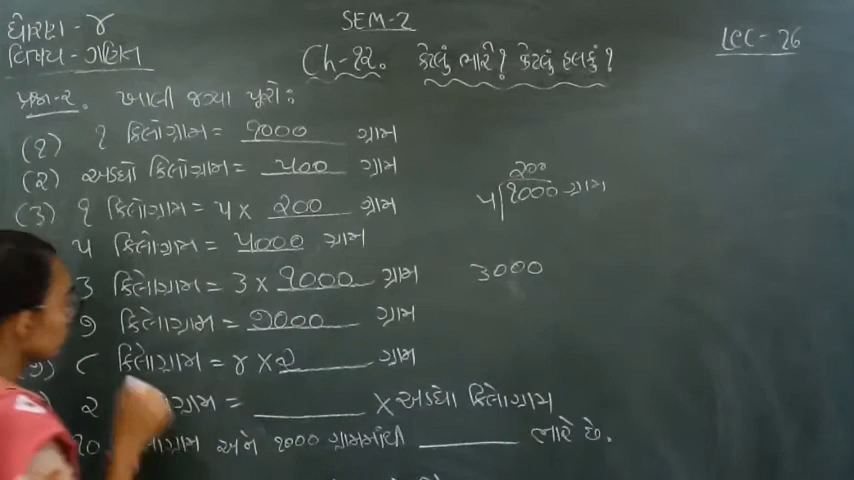 ધોરણ - ૪
SEM-2
LEC - 26
વિષય - ગણિત
Ch-૧૨. કેટલું ભારે? કેટલું હલકું?
પ્રશ્ન-૨. ખાલી જગ્યા પૂરો:
(૧) ૧ કિલોગ્રામ = ૧૦૦૦ ગ્રામ
(૨) અડધો કિલોગ્રામ = ૫૦૦ ગ્રામ
(૩) ૧ કિલોગ્રામ = ૫ × ૨૦૦ ગ્રામ
૨૦૦
૫ ૧૦૦૦ ગ્રામ
૫ કિલોગ્રામ = ૫૦૦૦ ગ્રામ
૩ કિલોગ્રામ = ૩ × ૧૦૦૦ ગ્રામ
૩૦૦૦
૭ કિલોગ્રામ = ૭૦૦૦ ગ્રામ
૮ કિલોગ્રામ = ૪ × ૨ ગ્રામ
૨ ગ્રામ = × અડધો કિલોગ્રામ
૧૦ ગ્રામ અને ૧૦૦૦ ગ્રામમાંથી ભારે છે.